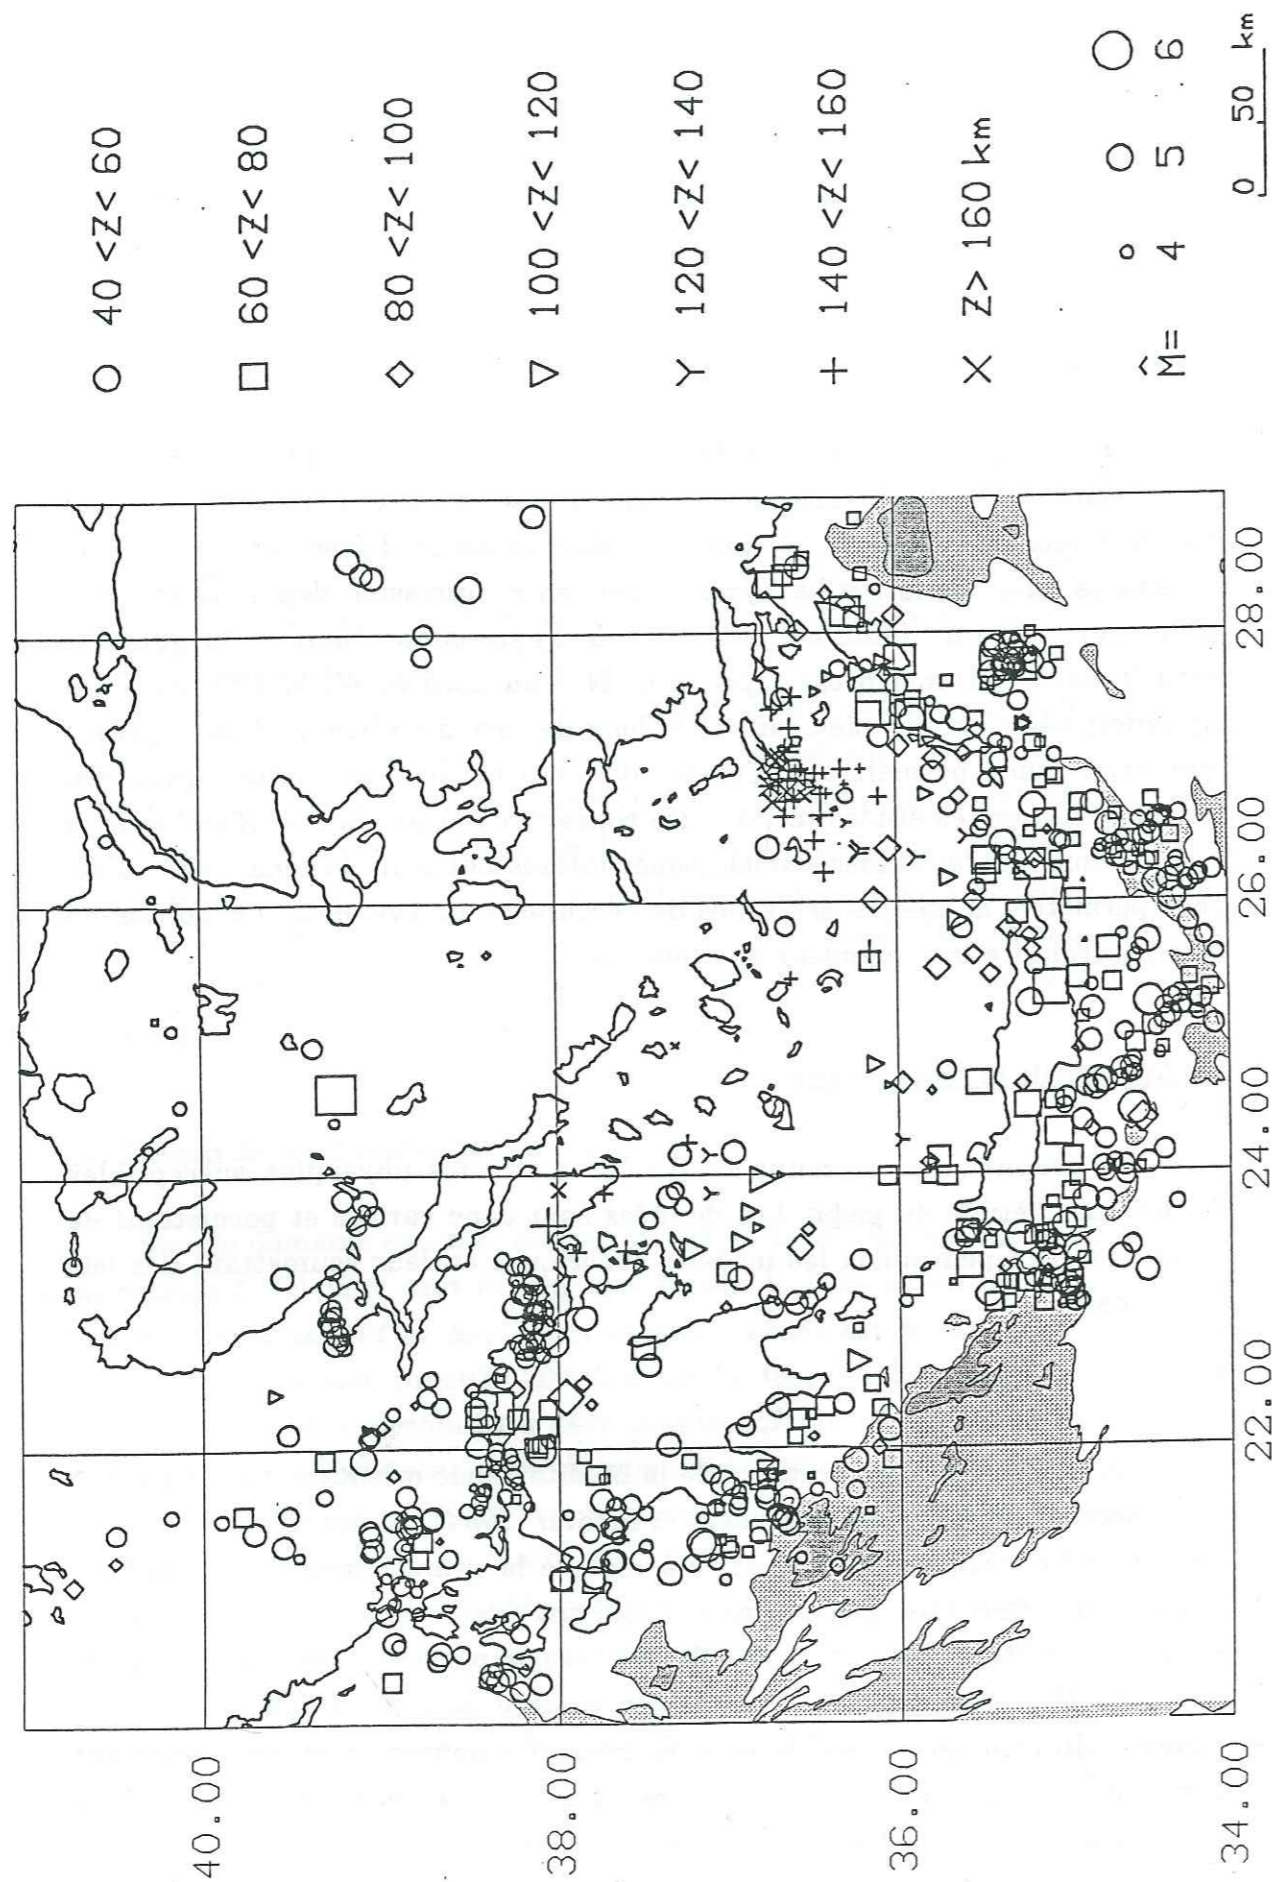 ○ 40 <Z< 60
□ 60 <Z< 80
◇ 80 <Z< 100
▽ 100 <Z< 120
Y 120 <Z< 140
+ 140 <Z< 160
X Z> 160 km
M̂= 4 5 6
0 50 km
40.00
38.00
36.00
34.00
22.00 24.00 26.00 28.00